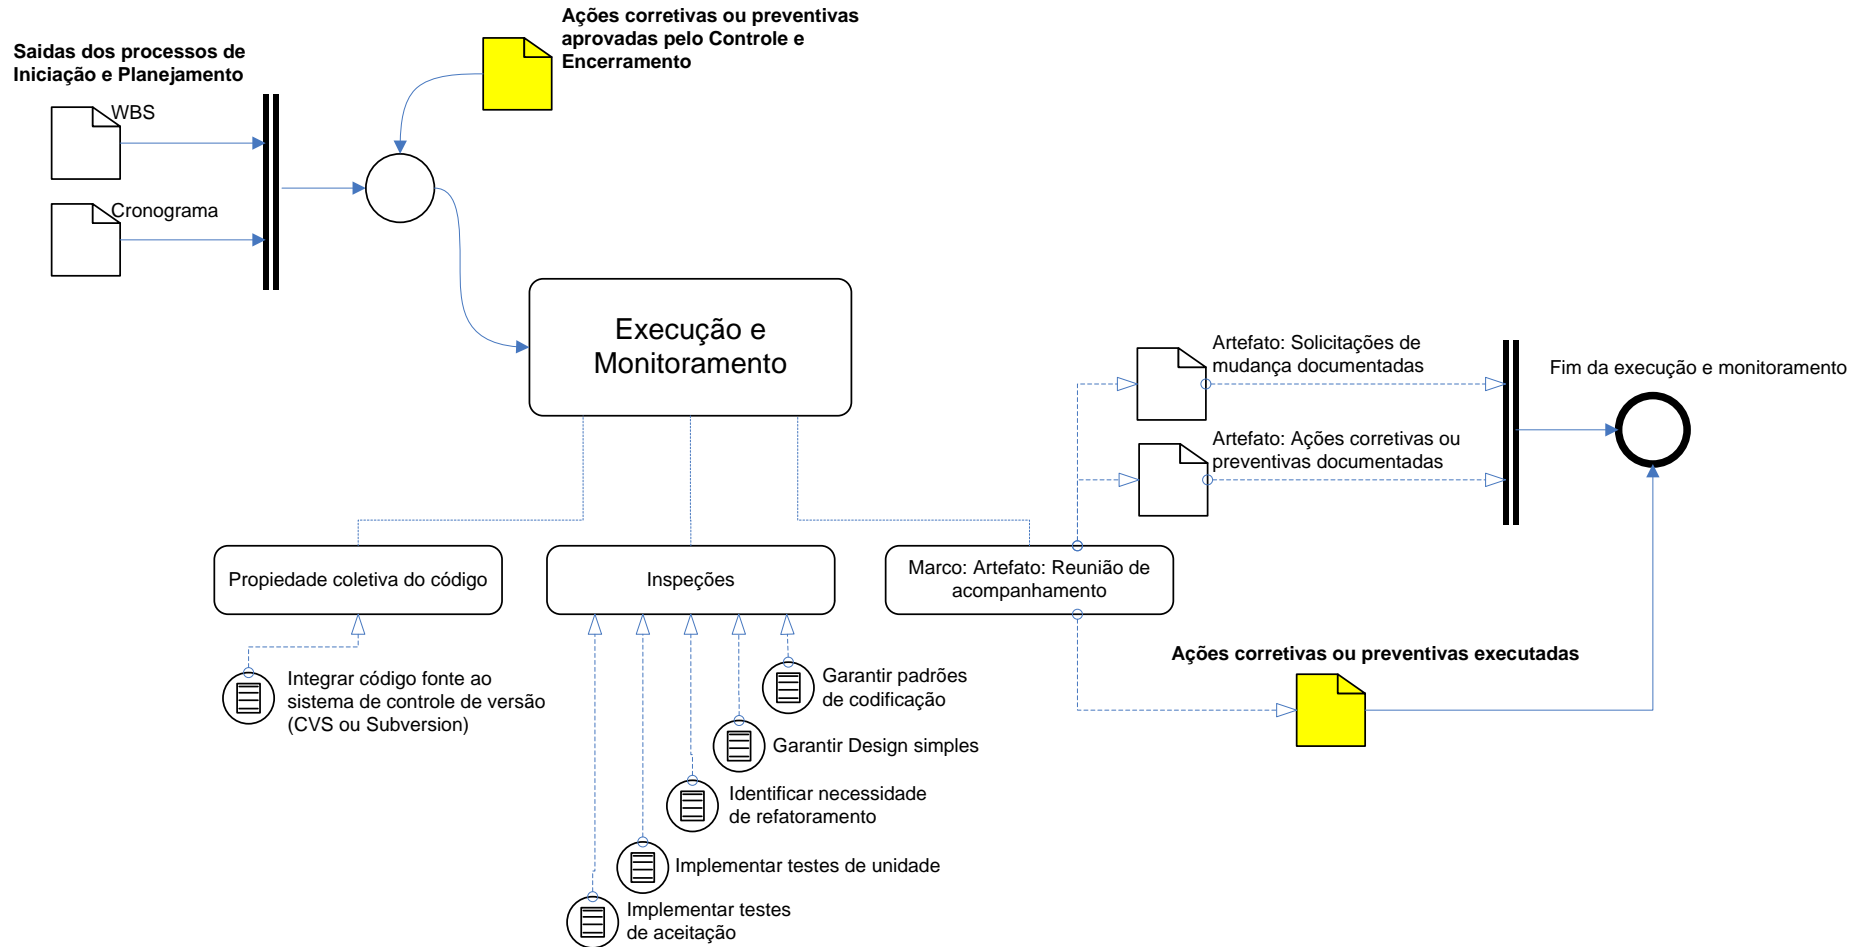 Ações corretivas ou preventivas
aprovadas pelo Controle e
Encerramento
Saidas dos processos de
Iniciação e Planejamento
WBS
Cronograma
Execução e
Monitoramento
Artefato: Solicitações de
mudança documentadas
Fim da execução e monitoramento
Artefato: Ações corretivas ou
preventivas documentadas
Propiedade coletiva do código
Inspeções
Marco: Artefato: Reunião de
acompanhamento
Ações corretivas ou preventivas executadas
Integrar código fonte ao
sistema de controle de versão
(CVS ou Subversion)
Garantir padrões
de codificação
Garantir Design simples
Identificar necessidade
de refatoramento
Implementar testes de unidade
Implementar testes
de aceitação